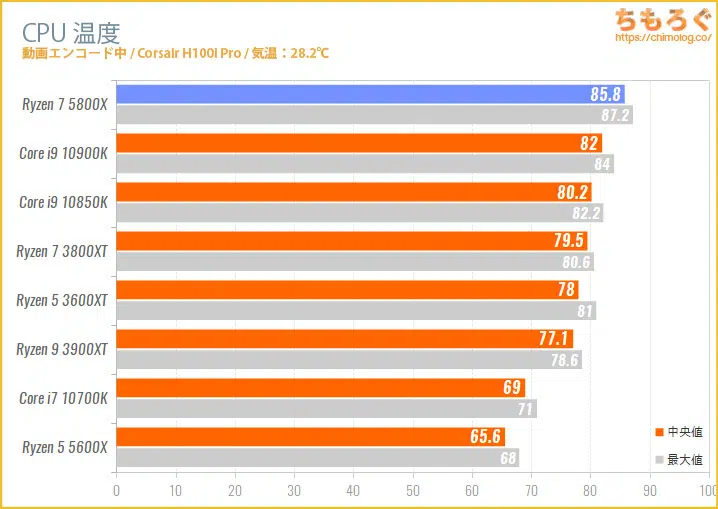 CPU 温度
ちもろぐ
動画エンコード中 / Corsair H100I Pro / 気温：28.2℃
https://chimolog.co/
Ryzen 7 5800X
85.8
87.2
Core i9 10900K
82
84
Core i9 10850K
80.2
82.2
Ryzen 7 3800XT
79.5
80.6
Ryzen 5 3600XT
78
81
Ryzen 9 3900XT
77.1
78.6
Core i7 10700K
69
71
Ryzen 5 5600X
65.6
68
中央値
最大値
0 10 20 30 40 50 60 70 80 90 100